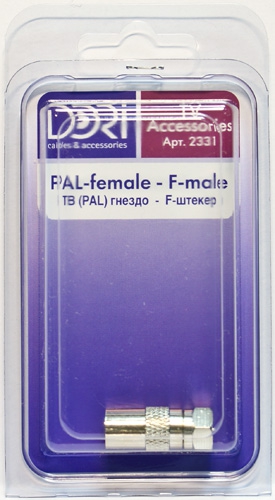 DORI
cables & accessories
TV
Accessories
Арт. 2331
PAL-female - F-male
ТВ (PAL) гнездо - F-штекер